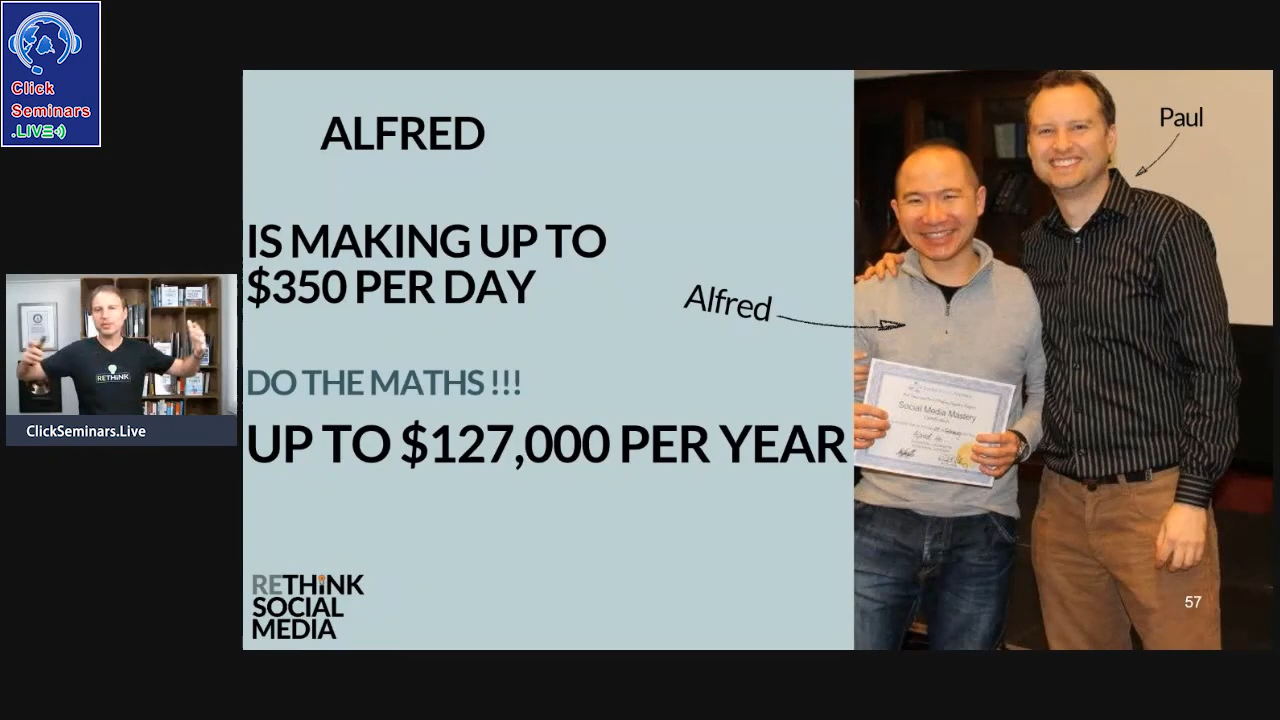 Click
Seminars
.LIVE
ALFRED
IS MAKING UP TO
$350 PER DAY
DO THE MATHS !!!
UP TO $127,000 PER YEAR
Alfred
Paul
Social Media Mastery
RETHiNK
ClickSeminars.Live
RETHiNK
SOCIAL
MEDIA
57